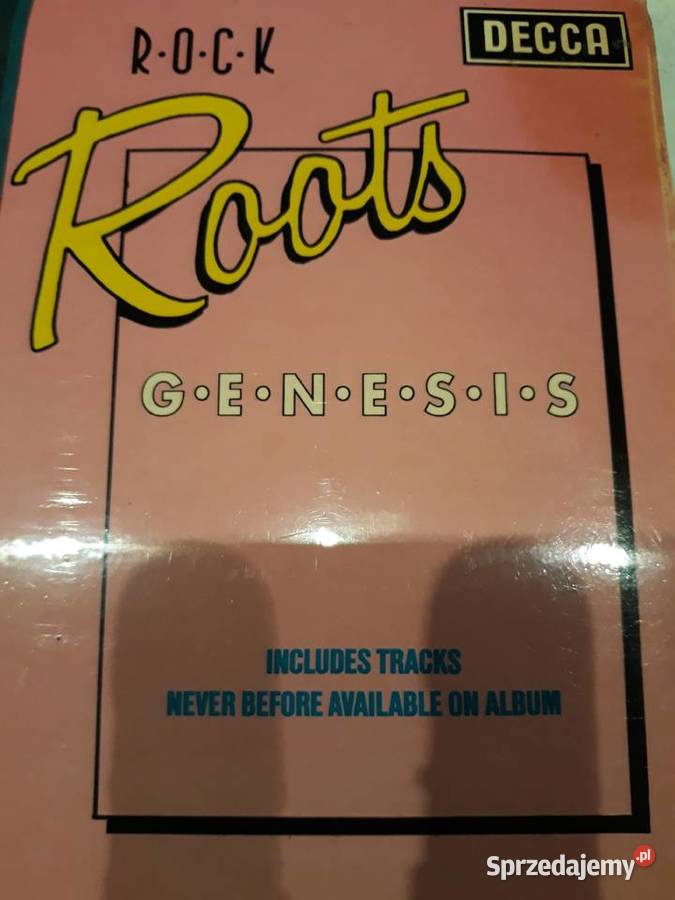 R·O·C·K
DECCA
Roots
G·E·N·E·S·I·S
INCLUDES TRACKS
NEVER BEFORE AVAILABLE ON ALBUM
Sprzedajemy.pl